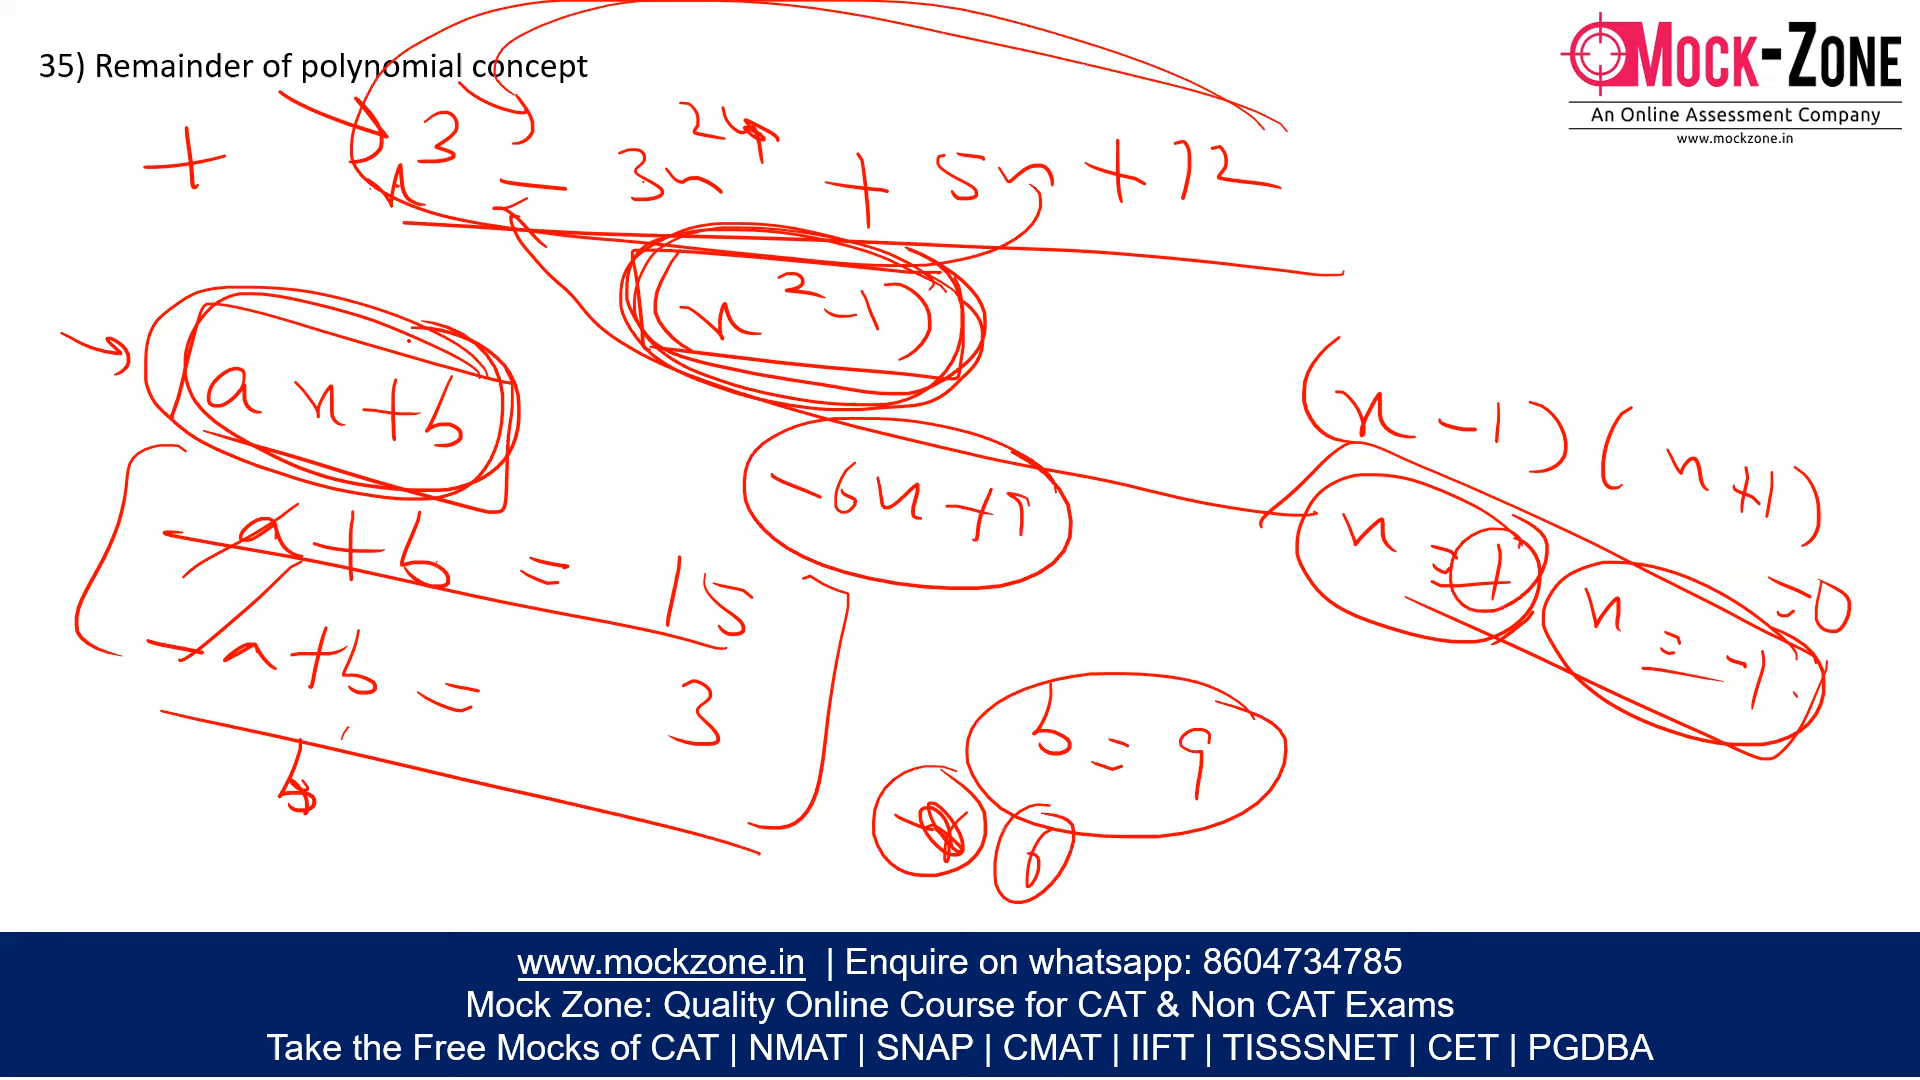 35) Remainder of polynomial concept
MOCK-ZONE
An Online Assessment Company
www.mockzone.in
+ x³ - 3x² + 5x + 12
(x² - 1)
ax + b
(x - 1) (x + 1)
- 6x + 9
x = 1
x = -1
= 0
a + b = 15
- a + b = 3
b = 9
6
www.mockzone.in | Enquire on whatsapp: 8604734785
Mock Zone: Quality Online Course for CAT & Non CAT Exams
Take the Free Mocks of CAT | NMAT | SNAP | CMAT | IIFT | TISSSNET | CET | PGDBA